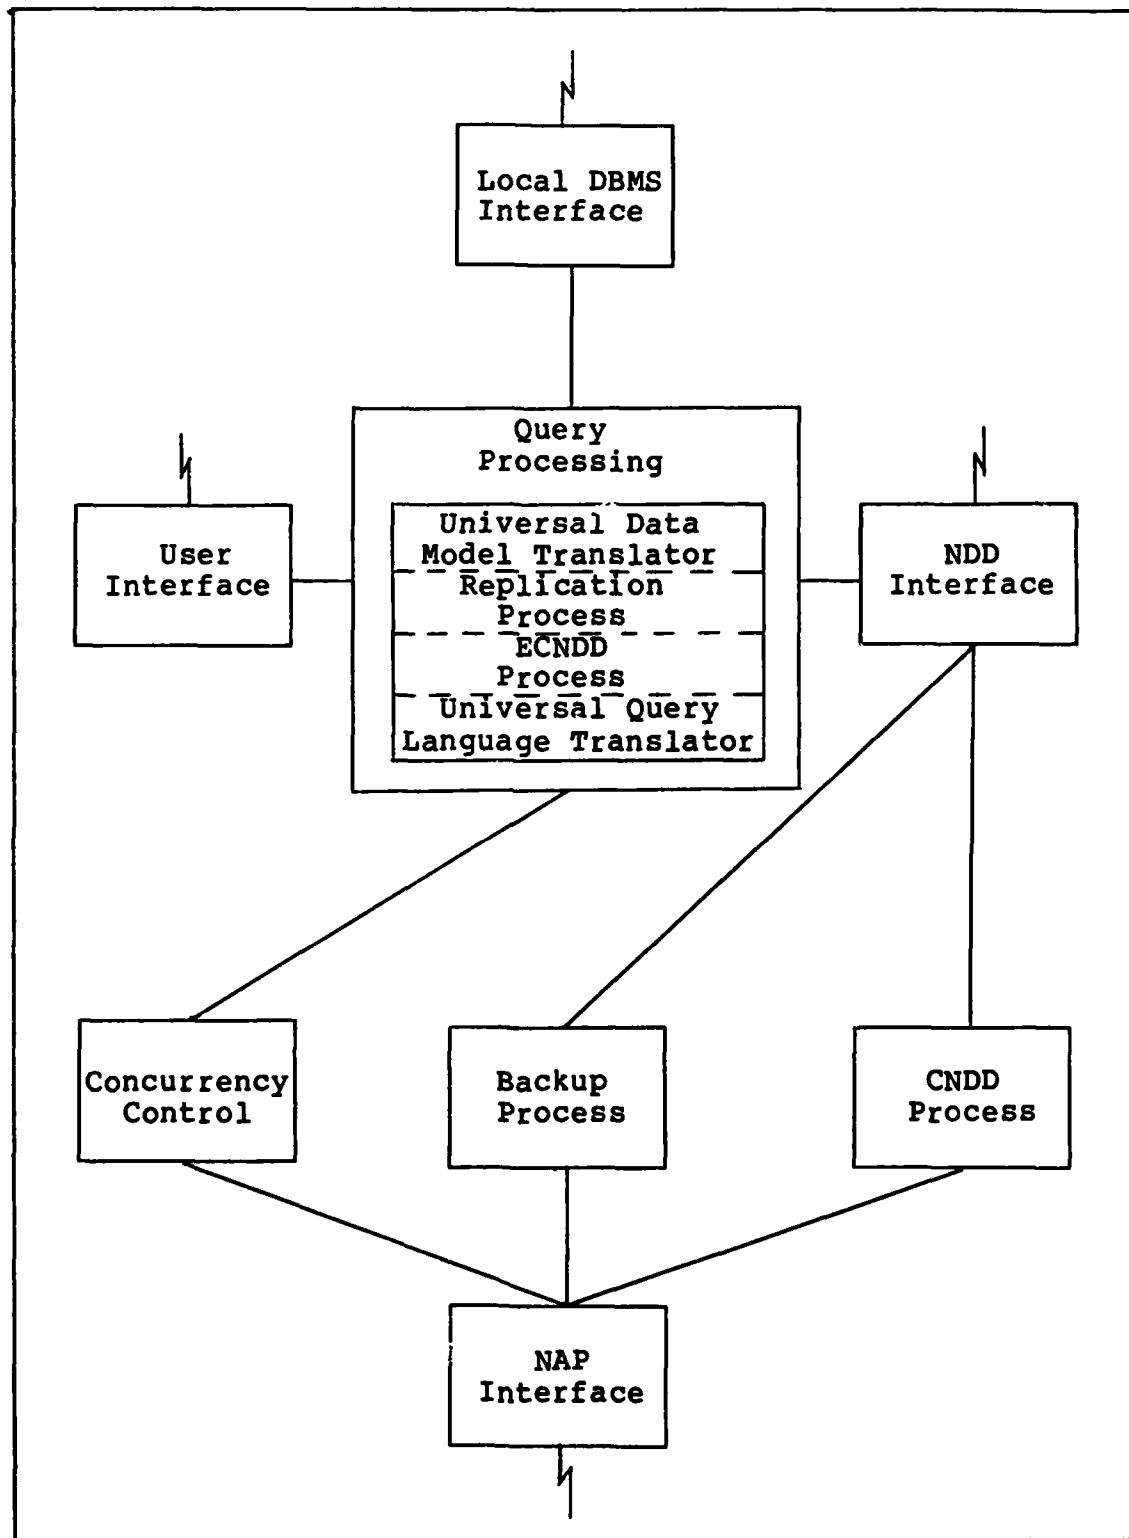 Local DBMS
Interface
Query
Processing
User
Interface
Universal Data
Model Translator
Replication
Process
ECNDD
Process
Universal Query
Language Translator
NDD
Interface
Concurrency
Control
Backup
Process
CNDD
Process
NAP
Interface